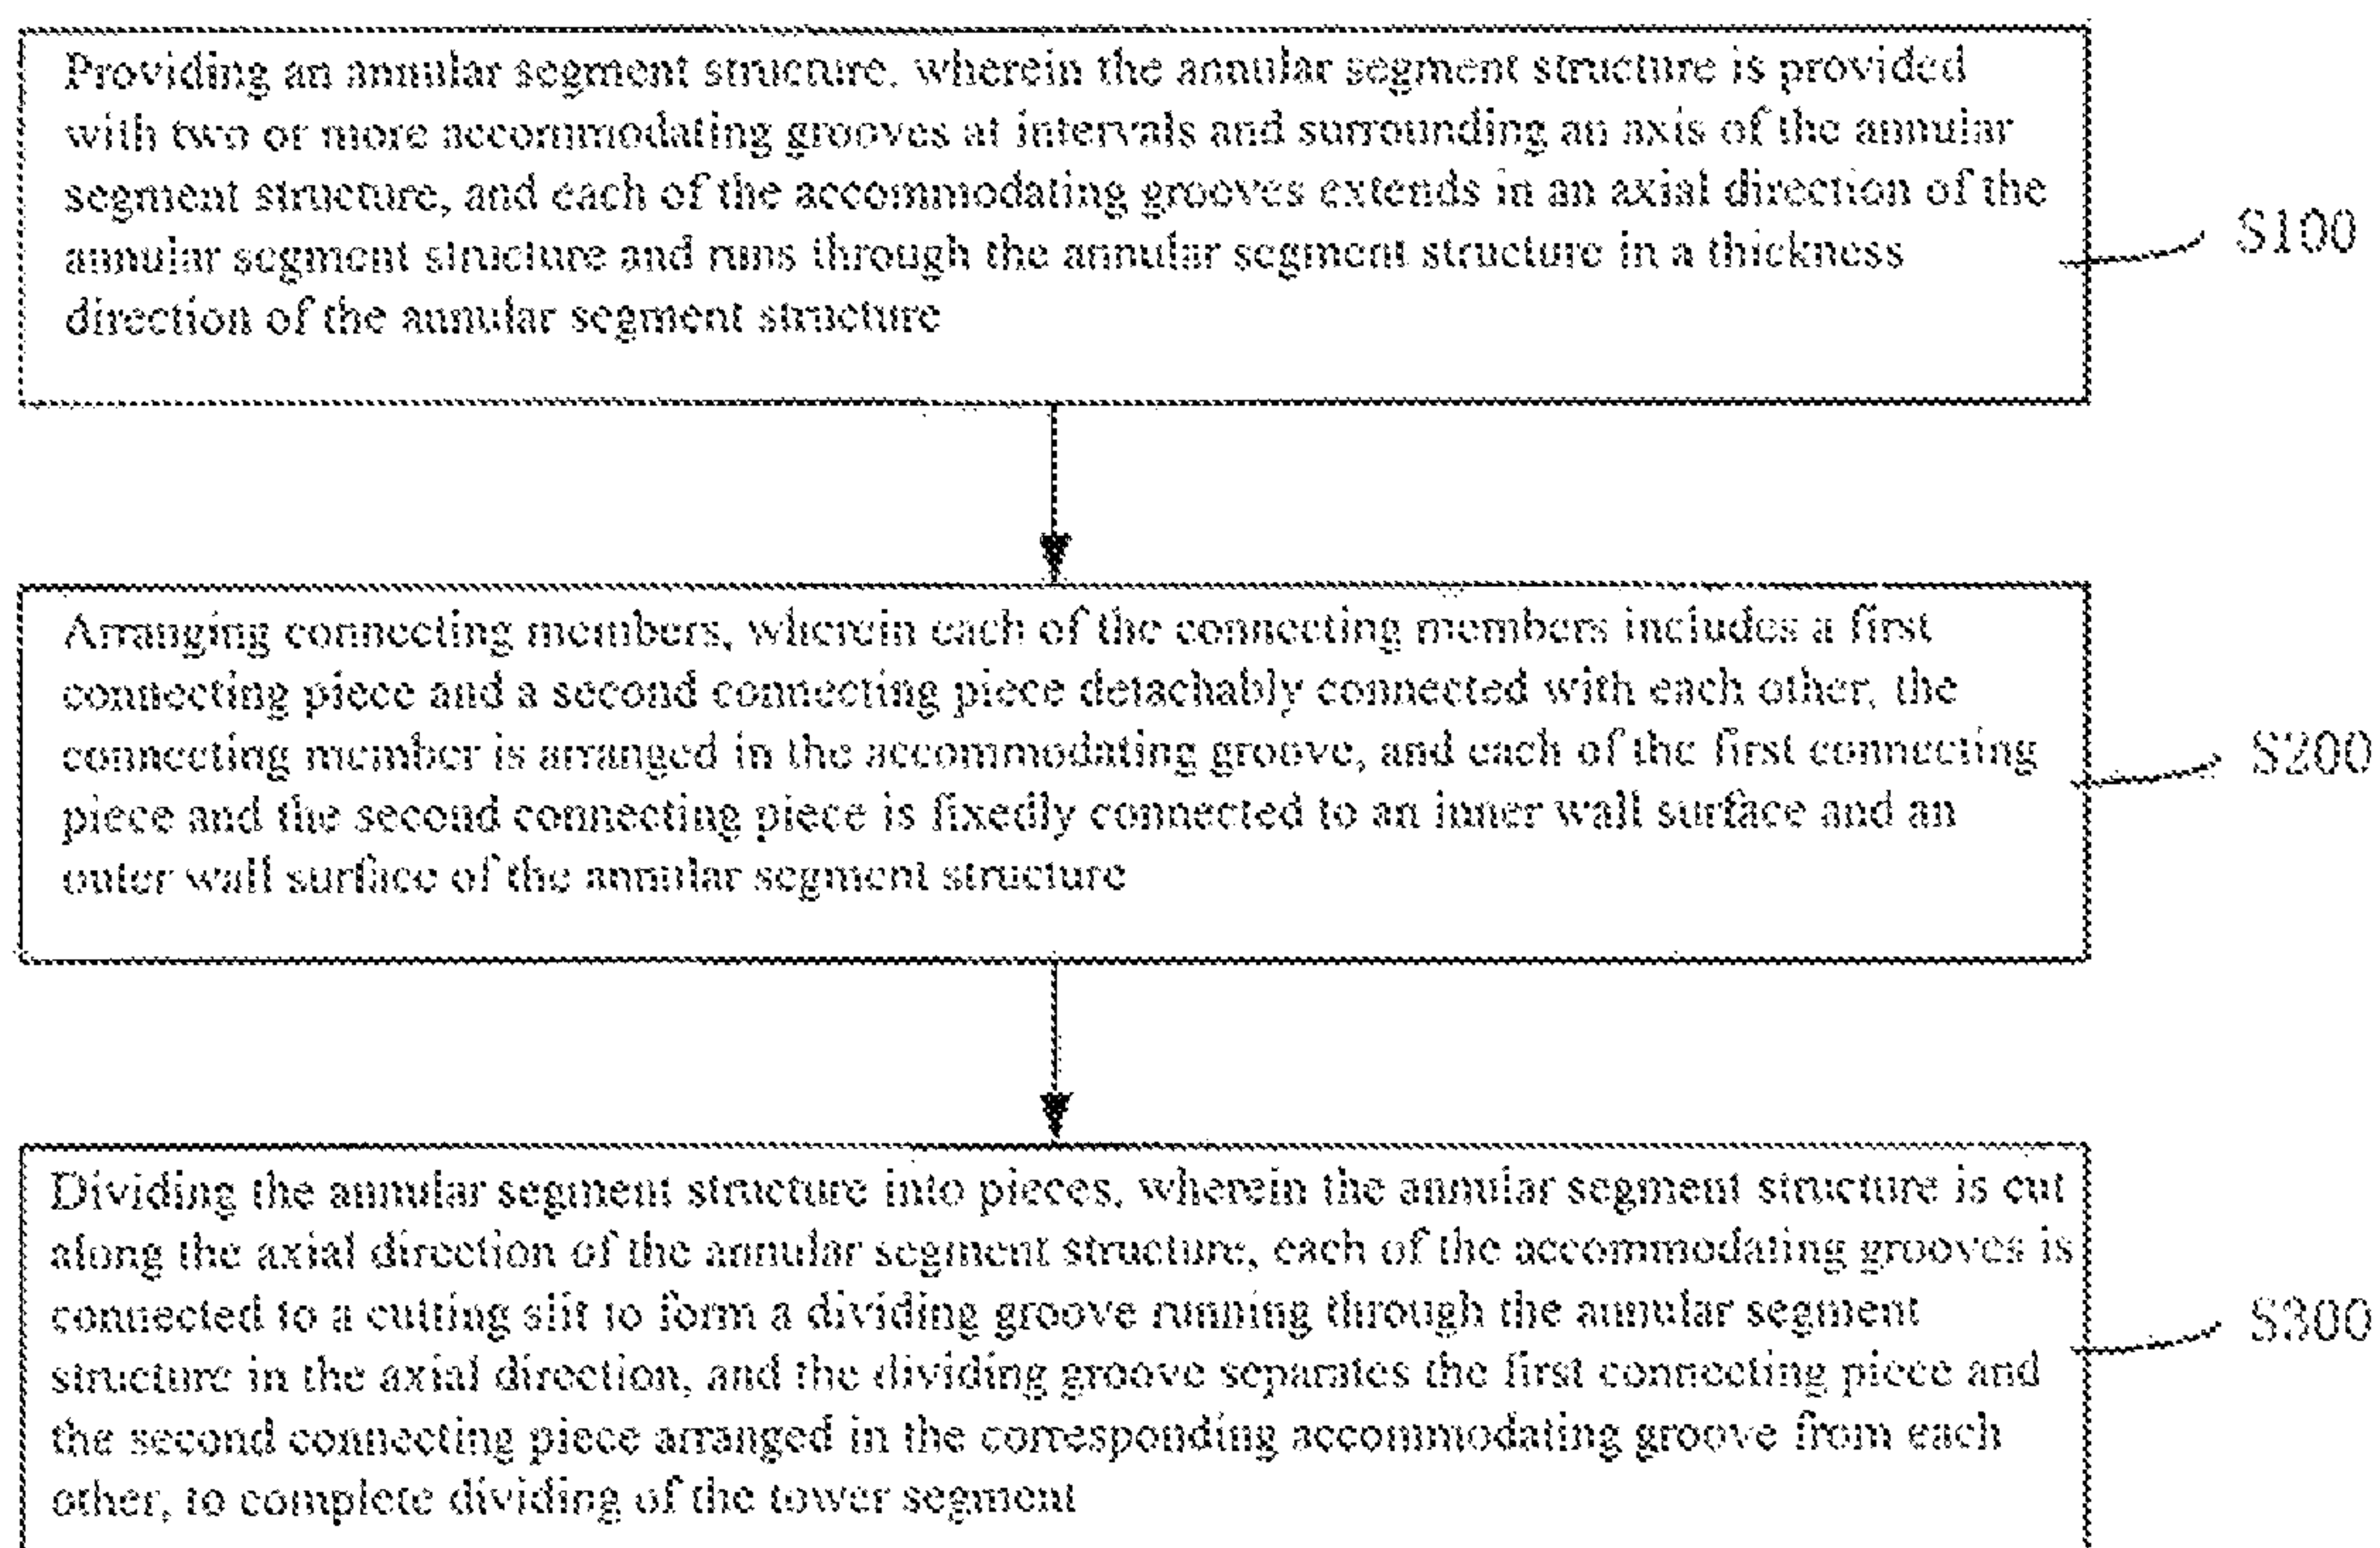 Providing an annular segment structure, wherein the annular segment structure is provided
with two or more accommodating grooves at intervals and surrounding an axis of the annular
segment structure, and each of the accommodating grooves extends in an axial direction of the
annular segment structure and runs through the annular segment structure in a thickness
direction of the annular segment structure
S100
Arranging connecting members, wherein each of the connecting members includes a first
connecting piece and a second connecting piece detachably connected with each other, the
connecting member is arranged in the accommodating groove, and each of the first connecting
piece and the second connecting piece is fixedly connected to an inner wall surface and an
outer wall surface of the annular segment structure
S200
Dividing the annular segment structure into pieces, wherein the annular segment structure is cut
along the axial direction of the annular segment structure, each of the accommodating grooves is
connected to a cutting slit to form a dividing groove running through the annular segment
structure in the axial direction, and the dividing groove separates the first connecting piece and
the second connecting piece arranged in the corresponding accommodating groove from each
other, to complete dividing of the tower segment
S300